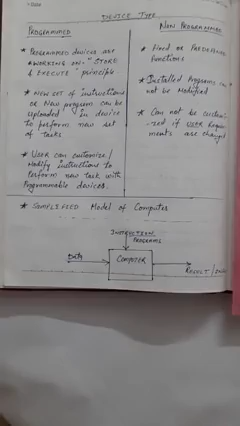 DEVICE TYPE
PROGRAMMED
★ PROGRAMMED devices are
WORKING ON "STORE
& EXECUTE" principle
★ NEW SET of instructions
or New program can be
uploaded In device
to perform new set
of tasks
★ USER can customize /
Modify instructions to
perform new task with
Programmable devices.
NON PROGRAMMED
★ Fixed or PREDEFINED
functions
★ Installed Programs can
not be Modified
★ Can not be
if USER
ments are changed
★ SIMPLIFIED Model of Computer
INSTRUCTION
PROGRAMS
Data
COMPUTER
RESULT /